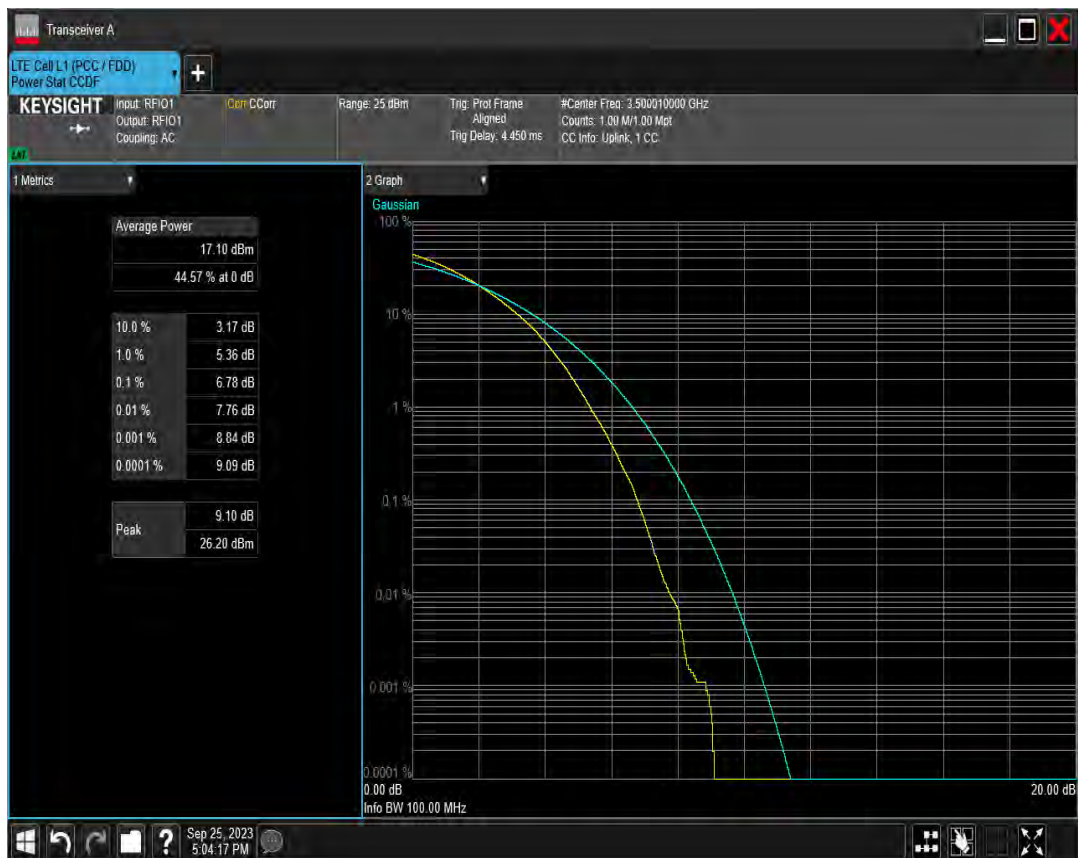 Transceiver A
LTE Cell L1 (PCC / FDD)
Power Stat CCDF
+
KEYSIGHT
Input: RFIO1
Output: RFIO1
Coupling: AC
Corr CCorr
Range: 25 dBm
Trig: Prot Frame
Aligned
Trig Delay: 4.450 ms
#Center Freq: 3.500010000 GHz
Counts: 1.00 M/1.00 Mpt
CC Info: Uplink, 1 CC
1 Metrics
Average Power
17.10 dBm
44.57 % at 0 dB
10.0 % 3.17 dB
1.0 % 5.36 dB
0.1 % 6.78 dB
0.01 % 7.76 dB
0.001 % 8.84 dB
0.0001 % 9.09 dB
Peak
9.10 dB
26.20 dBm
2 Graph
Gaussian
100 %
10 %
1 %
0.1 %
0.01 %
0.001 %
0.0001 %
0.00 dB 20.00 dB
Info BW 100.00 MHz
?
Sep 25, 2023
5:04:17 PM